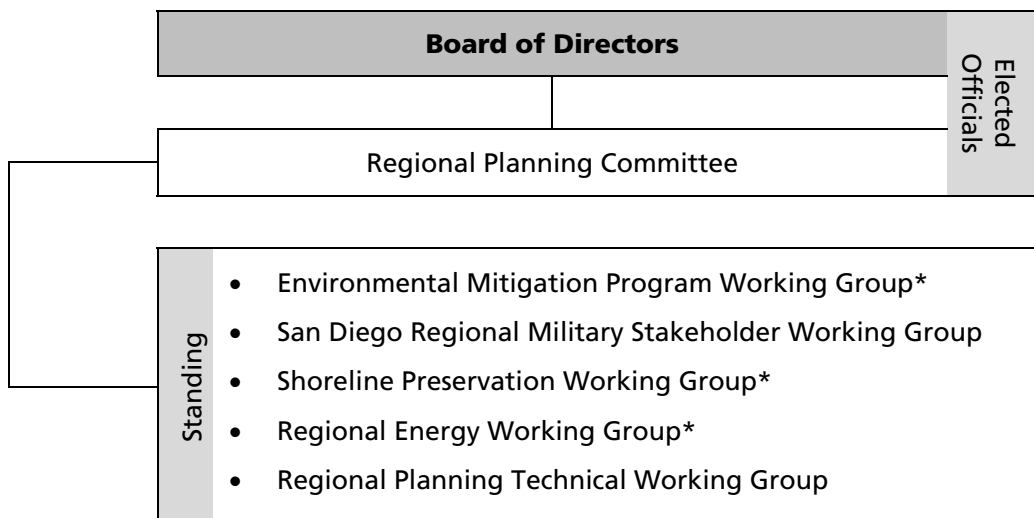 Board of Directors
Elected
Officials
Regional Planning Committee
Standing
• Environmental Mitigation Program Working Group*
• San Diego Regional Military Stakeholder Working Group
• Shoreline Preservation Working Group*
• Regional Energy Working Group*
• Regional Planning Technical Working Group